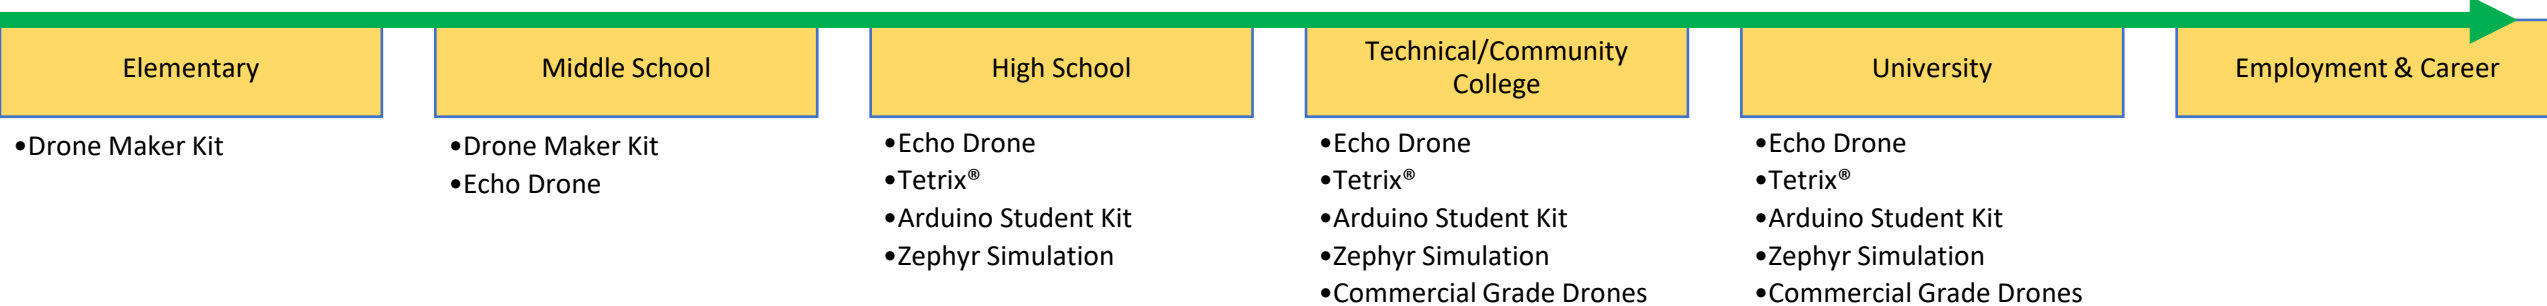 Elementary
•Drone Maker Kit
Middle School
•Drone Maker Kit
•Echo Drone
High School
•Echo Drone
•Tetrix®
•Arduino Student Kit
•Zephyr Simulation
Technical/Community
College
•Echo Drone
•Tetrix®
•Arduino Student Kit
•Zephyr Simulation
•Commercial Grade Drones
University
•Echo Drone
•Tetrix®
•Arduino Student Kit
•Zephyr Simulation
•Commercial Grade Drones
Employment & Career